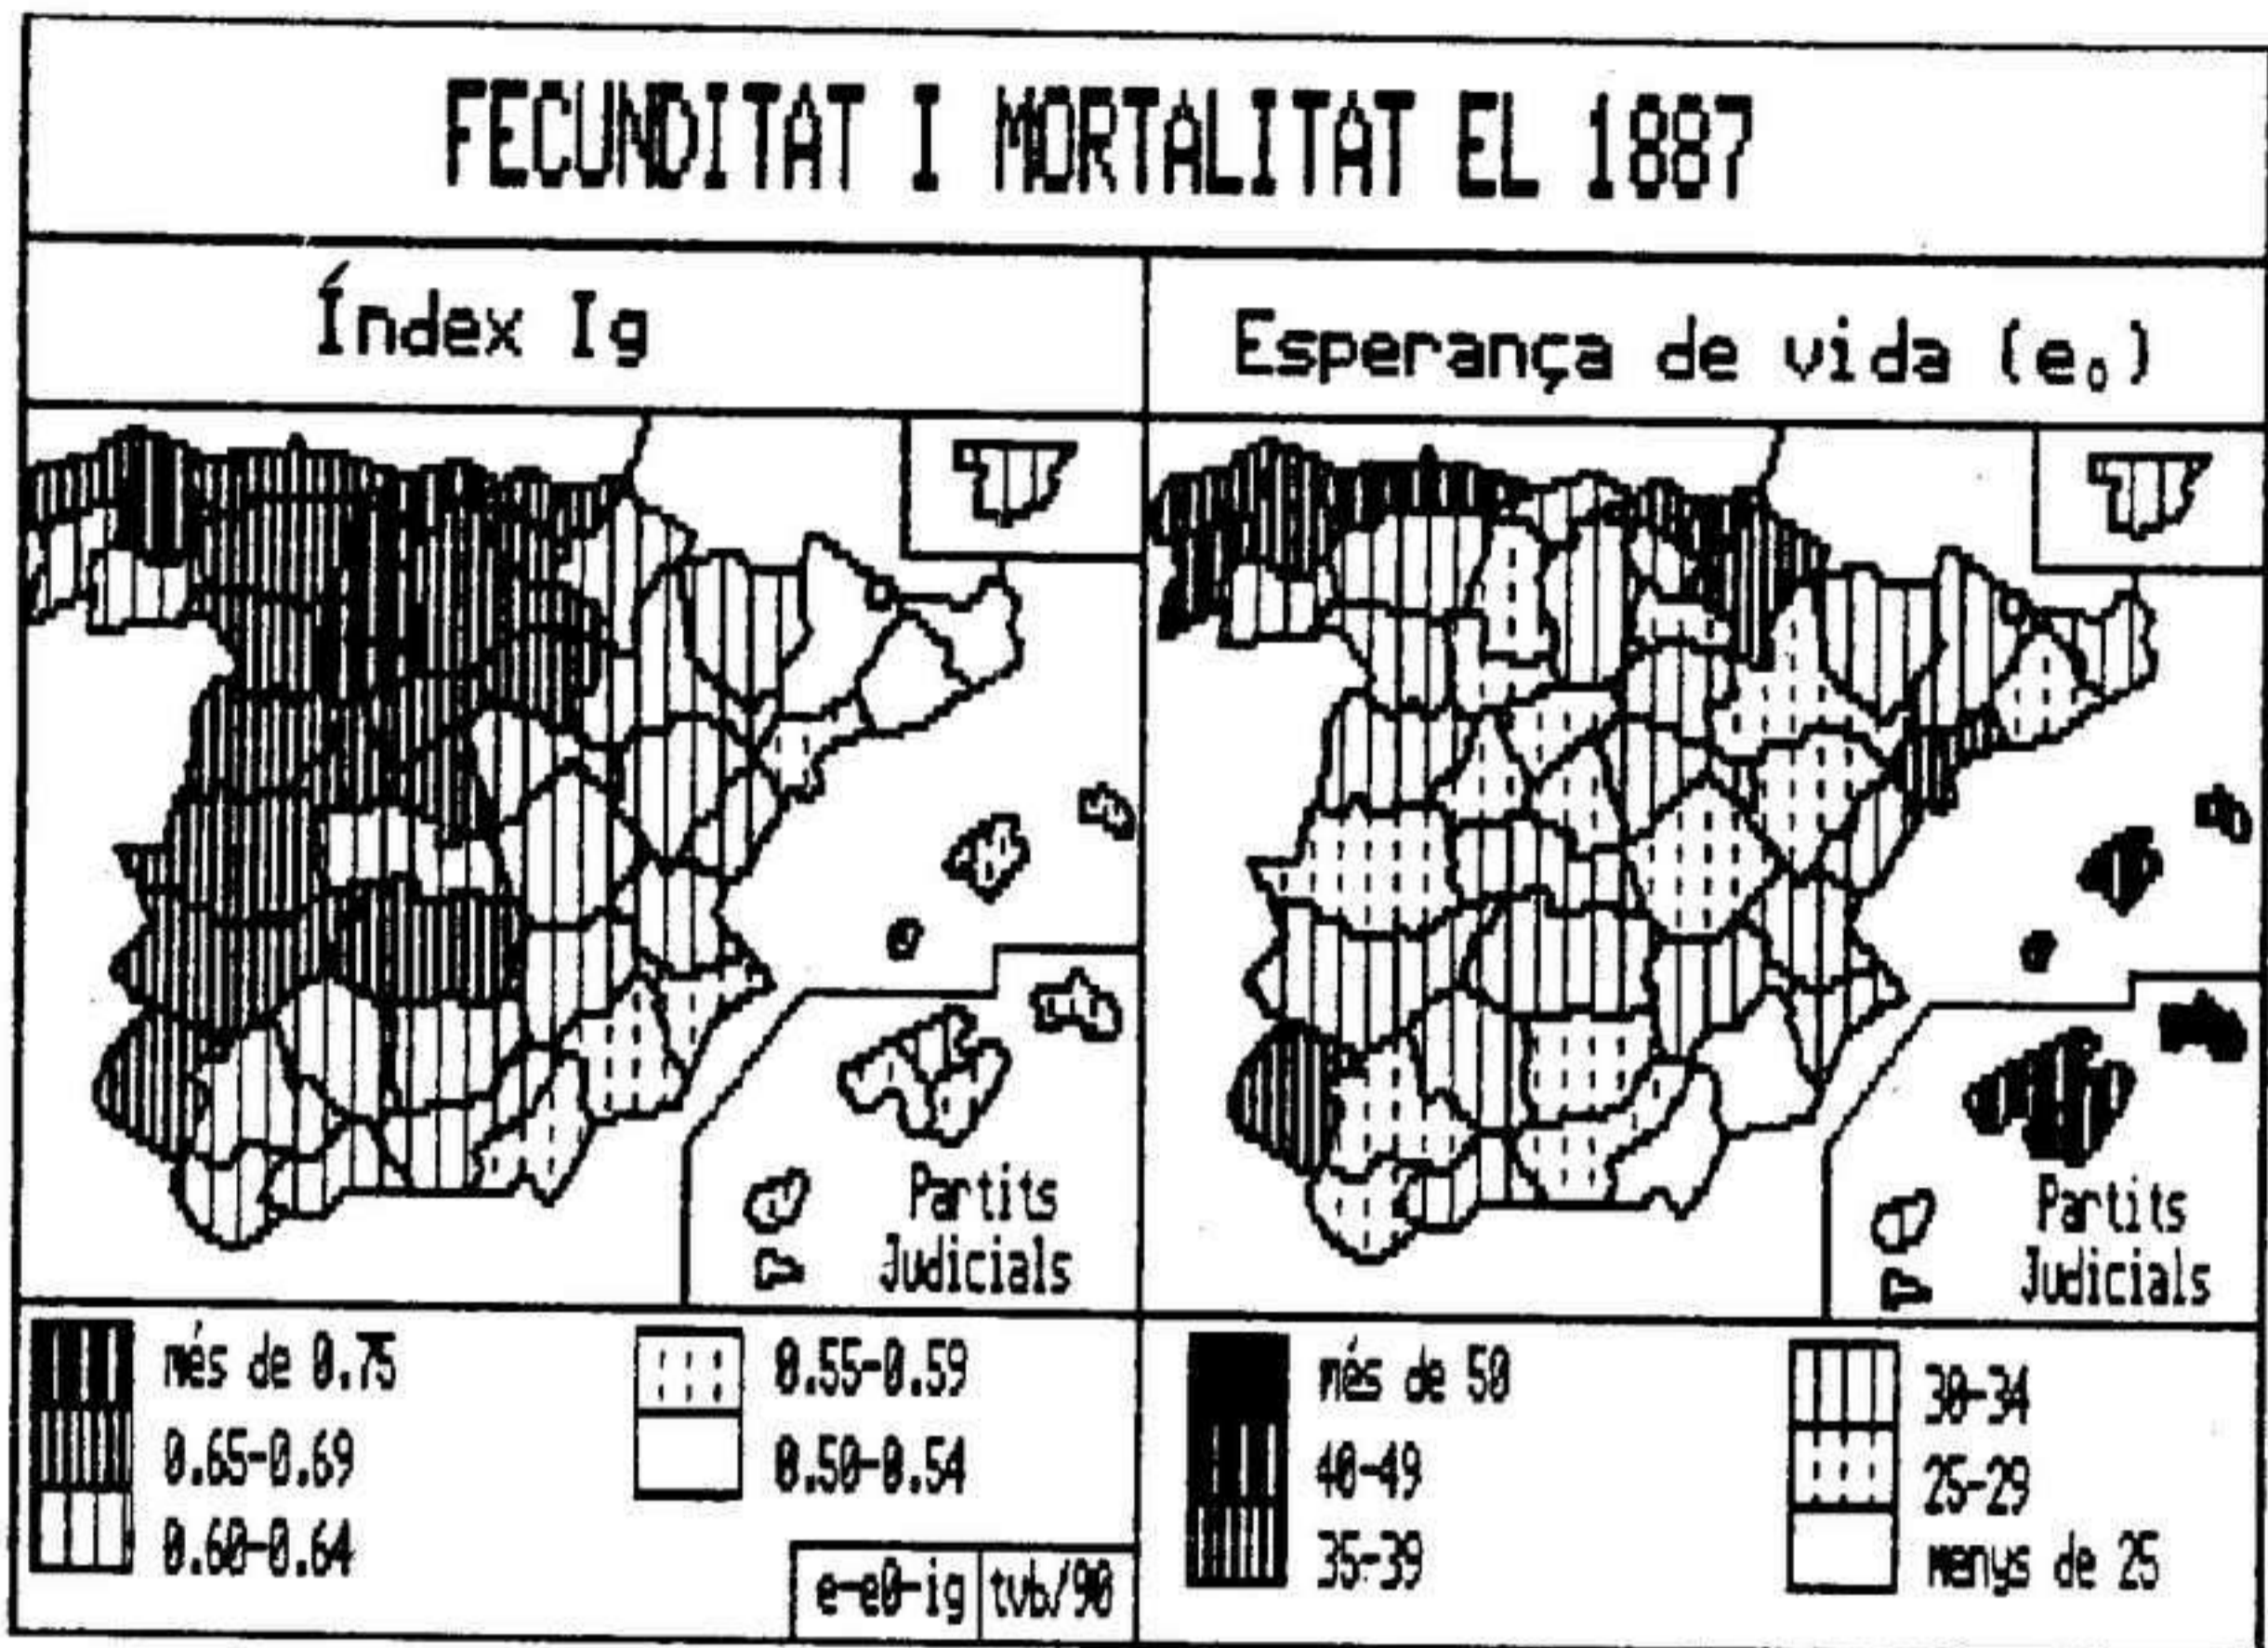 FECUNDITAT I MORTALITAT EL 1887
Índex Ig
Esperança de vida (e₀)
Partits
Judicials
Partits
Judicials
més de 0.75
0.65-0.69
0.60-0.64
0.55-0.59
0.50-0.54
e-e0-ig
tvb/90
més de 50
40-49
35-39
30-34
25-29
menys de 25